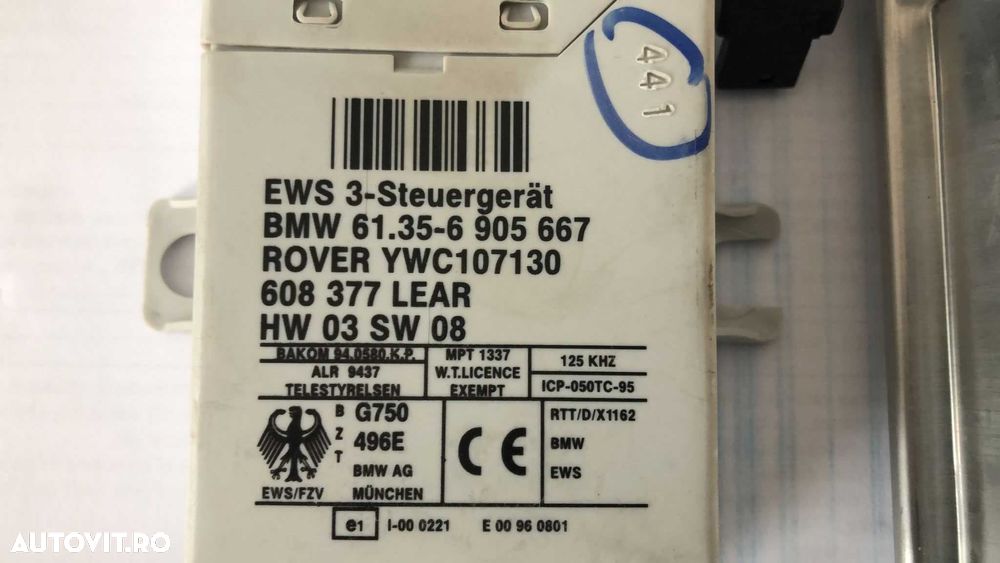 441
EWS 3-Steuergerät
BMW 61.35-6 905 667
ROVER YWC107130
608 377 LEAR
HW 03 SW 08
BAKOM 94.0580.K.P. MPT 1337 125 KHZ
ALR 9437 W.T.LICENCE
TELESTYRELSEN EXEMPT ICP-050TC-95
B G750 RTT/D/X1162
Z 496E CE BMW
T BMW AG EWS
EWS/FZV MÜNCHEN
e1 I-00 0221 E 00 96 0801
AUTOVIT.RO